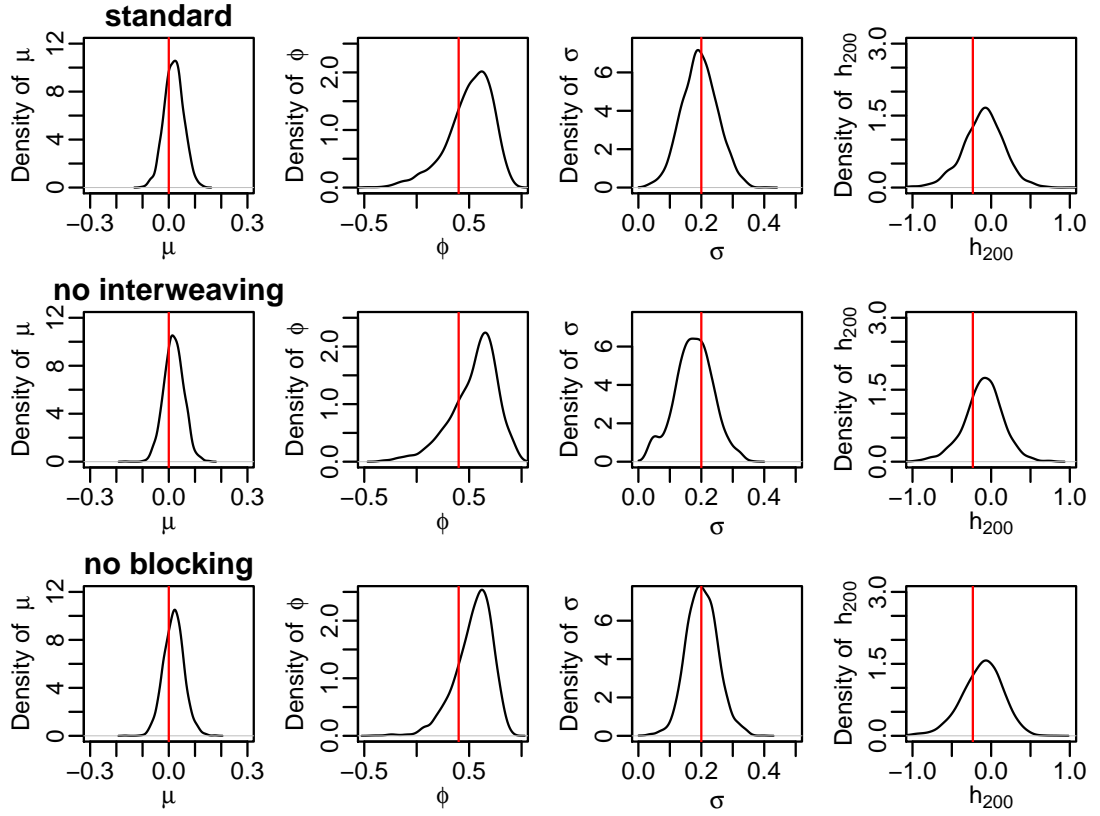 standard
Density of μ
0 4 8 12
−0.3 0.0 0.3
μ
Density of ϕ
0.0 1.0 2.0
−0.5 0.5
ϕ
Density of σ
0 2 4 6
0.0 0.2 0.4
σ
Density of h200
0.0 1.5 3.0
−1.0 0.0 1.0
h200
no interweaving
Density of μ
0 4 8 12
−0.3 0.0 0.3
μ
Density of ϕ
0.0 1.0 2.0
−0.5 0.5
ϕ
Density of σ
0 2 4 6
0.0 0.2 0.4
σ
Density of h200
0.0 1.5 3.0
−1.0 0.0 1.0
h200
no blocking
Density of μ
0 4 8 12
−0.3 0.0 0.3
μ
Density of ϕ
0.0 1.0 2.0
−0.5 0.5
ϕ
Density of σ
0 2 4 6
0.0 0.2 0.4
σ
Density of h200
0.0 1.5 3.0
−1.0 0.0 1.0
h200